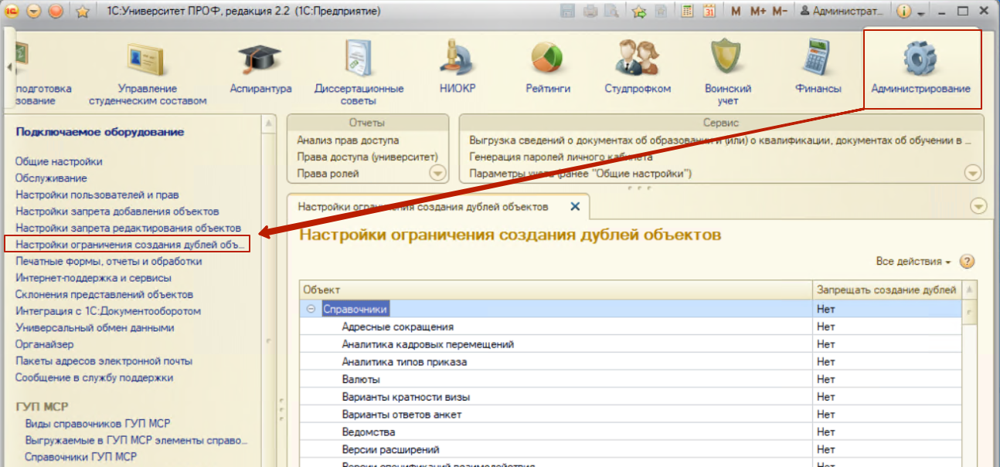 1С:Университет ПРОФ, редакция 2.2 (1С:Предприятие)
31
M M+ M- Администрат...
подготовка
зование
Управление
студенческим составом
Аспирантура
Диссертационные
советы
НИОКР
Рейтинги
Студпрофком
Воинский
учет
Финансы
Администрирование
Подключаемое оборудование
Общие настройки
Обслуживание
Настройки пользователей и прав
Настройки запрета добавления объектов
Настройки запрета редактирования объектов
Настройки ограничения создания дублей объ...
Печатные формы, отчеты и обработки
Интернет-поддержка и сервисы
Склонения представлений объектов
Интеграция с 1С:Документооборотом
Универсальный обмен данными
Органайзер
Пакеты адресов электронной почты
Сообщение в службу поддержки
ГУП МСР
Виды справочников ГУП МСР
Выгружаемые в ГУП МСР элементы справо...
Справочники ГУП МСР
Отчеты
Анализ прав доступа
Права доступа (университет)
Права ролей
Сервис
Выгрузка сведений о документах об образовании и (или) о квалификации, документах об обучении в ...
Генерация паролей личного кабинета
Параметры учета (ранее "Общие настройки")
Настройки ограничения создания дублей объектов
Настройки ограничения создания дублей объектов
Все действия
Объект Запрещать создание дублей
Справочники Нет
Адресные сокращения Нет
Аналитика кадровых перемещений Нет
Аналитика типов приказа Нет
Валюты Нет
Варианты кратности визы Нет
Варианты ответов анкет Нет
Ведомства Нет
Версии расширений Нет
Версии спецификаций взаимодействия Нет